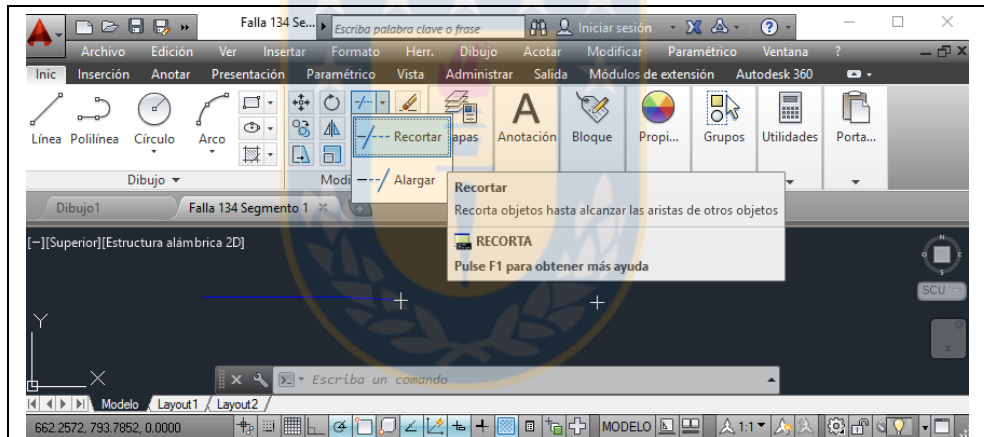 Falla 134 Se... Escriba palabra clave o frase Iniciar sesión
Archivo Edición Ver Insertar Formato Herr. Dibujo Acotar Modificar Paramétrico Ventana ?
Inic Inserción Anotar Presentación Paramétrico Vista Administrar Salida Módulos de extensión Autodesk 360
Línea Polilínea Círculo Arco Recortar apas Anotación Bloque Propi... Grupos Utilidades Porta...
Dibujo Modi Alargar
Recortar
Dibujo1 Falla 134 Segmento 1
Recorta objetos hasta alcanzar las aristas de otros objetos
[−][Superior][Estructura alámbrica 2D]
RECORTA
Pulse F1 para obtener más ayuda
N
S
SCU
Y
X
Escriba un comando
Modelo Layout1 Layout2
662.2572, 793.7852, 0.0000 MODELO 1:1